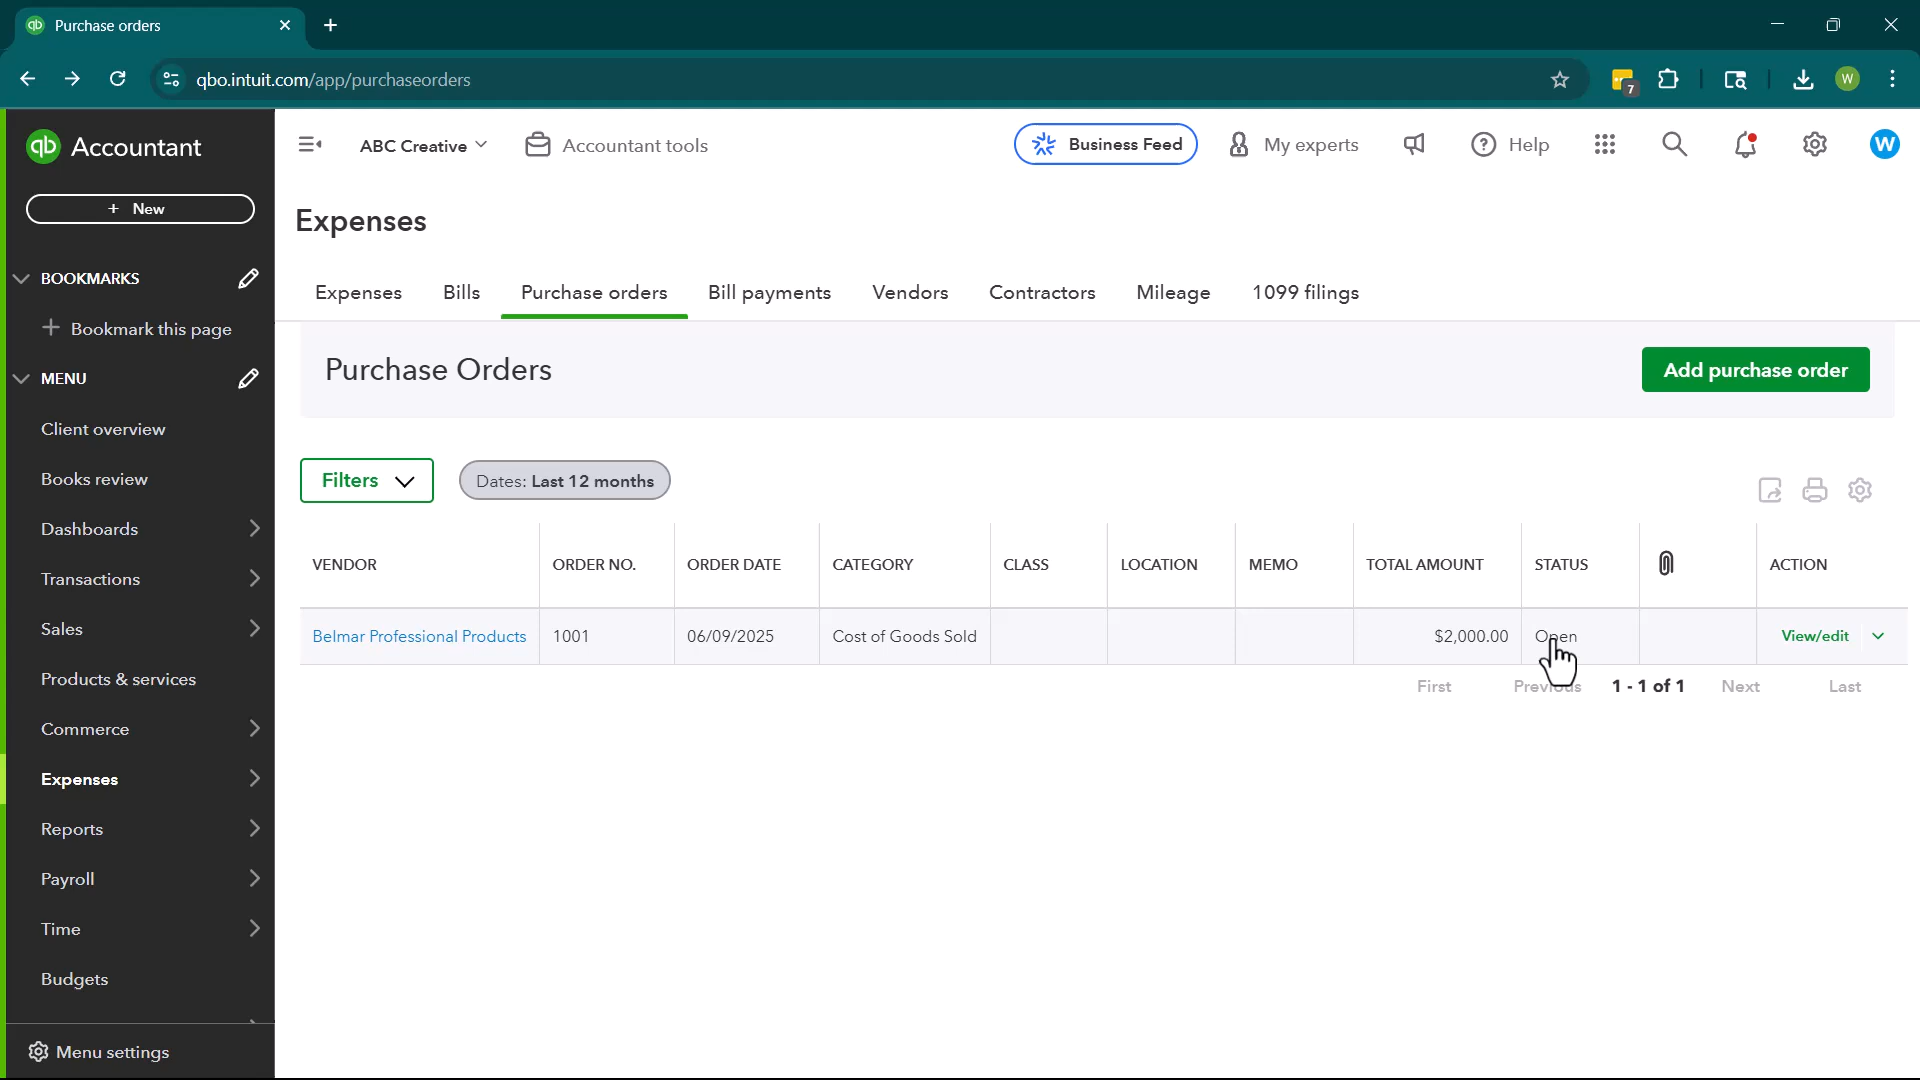 Purchase orders
qbo.intuit.com/app/purchaseorders
7
W
qb Accountant
ABC Creative
Accountant tools
Business Feed
My experts
Help
W
+ New
Expenses
BOOKMARKS
+ Bookmark this page
Expenses Bills Purchase orders Bill payments Vendors Contractors Mileage 1099 filings
MENU
Purchase Orders
Add purchase order
Client overview
Books review
Filters
Dates: Last 12 months
Dashboards
Transactions
VENDOR ORDER NO. ORDER DATE CATEGORY CLASS LOCATION MEMO TOTAL AMOUNT STATUS ACTION
Sales
Belmar Professional Products 1001 06/09/2025 Cost of Goods Sold $2,000.00 Open View/edit
Products & services
First Previous 1 - 1 of 1 Next Last
Commerce
Expenses
Reports
Payroll
Time
Budgets
Menu settings